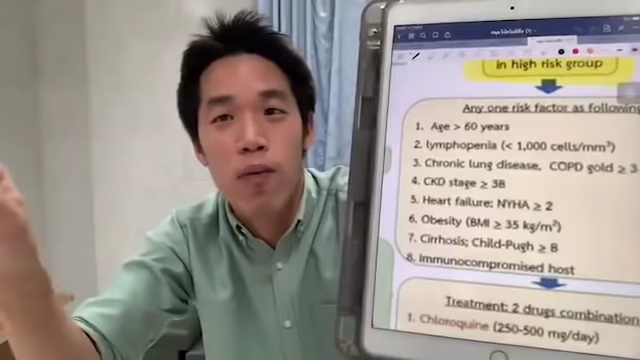 in high risk group
Any one risk factor as following
1. Age > 60 years
2. lymphopenia (< 1,000 cells/mm³)
3. Chronic lung disease, COPD gold ≥ 3
4. CKD stage ≥ 3B
5. Heart failure; NYHA ≥ 2
6. Obesity (BMI ≥ 35 kg/m²)
7. Cirrhosis; Child-Pugh ≥ B
8. Immunocompromised host
Treatment: 2 drugs combination
1. Chloroquine (250-500 mg/day)